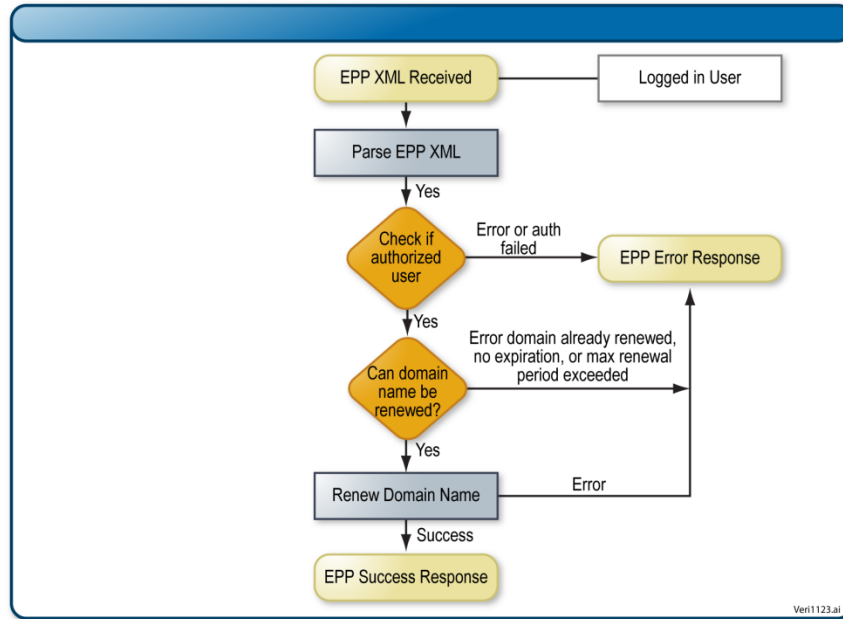 EPP XML Received
Logged in User
Parse EPP XML
Yes
Check if
authorized
user
Error or auth
failed
EPP Error Response
Yes
Error domain already renewed,
no expiration, or max renewal
period exceeded
Can domain
name be
renewed?
Yes
Renew Domain Name
Error
Success
EPP Success Response
Veri1123.ai